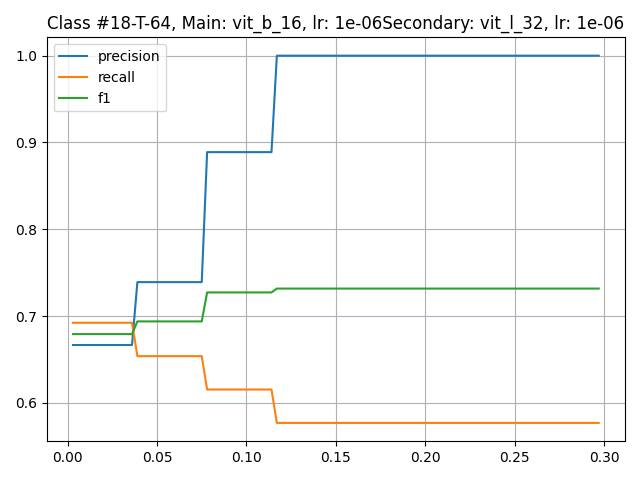 Class #18-T-64, Main: vit_b_16, lr: 1e-06Secondary: vit_l_32, lr: 1e-06
precision
recall
f1
1.0
0.9
0.8
0.7
0.6
0.00 0.05 0.10 0.15 0.20 0.25 0.30